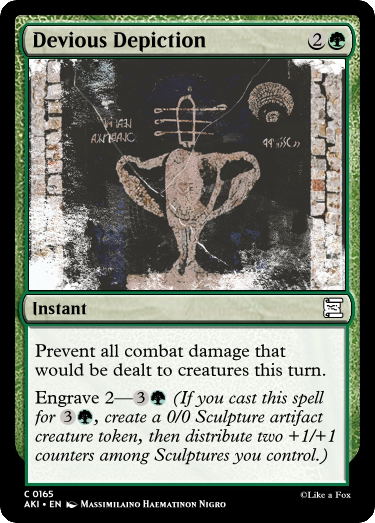 Devious Depiction 2
Instant
Prevent all combat damage that
would be dealt to creatures this turn.
Engrave 2—3 (If you cast this spell
for 3, create a 0/0 Sculpture artifact
creature token, then distribute two +1/+1
counters among Sculptures you control.)
C 0165
AKI • EN MASSIMILAINO HAEMATINON NIGRO
©Like a Fox